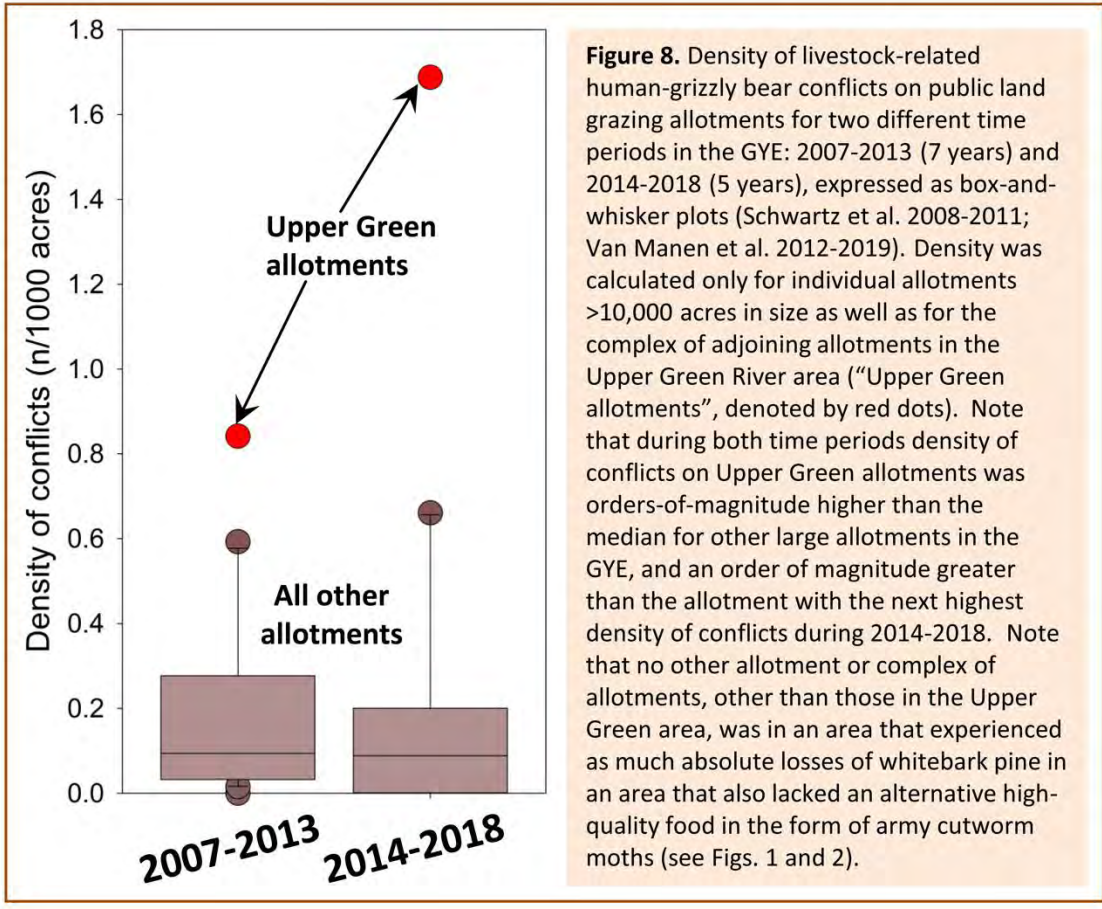 1.8
1.6
1.4
1.2
1.0
0.8
0.6
0.4
0.2
0.0
Density of conflicts (n/1000 acres)
Upper Green
allotments
All other
allotments
2007-2013
2014-2018
Figure 8. Density of livestock-related
human-grizzly bear conflicts on public land
grazing allotments for two different time
periods in the GYE: 2007-2013 (7 years) and
2014-2018 (5 years), expressed as box-and-
whisker plots (Schwartz et al. 2008-2011;
Van Manen et al. 2012-2019). Density was
calculated only for individual allotments
>10,000 acres in size as well as for the
complex of adjoining allotments in the
Upper Green River area (“Upper Green
allotments”, denoted by red dots).  Note
that during both time periods density of
conflicts on Upper Green allotments was
orders-of-magnitude higher than the
median for other large allotments in the
GYE, and an order of magnitude greater
than the allotment with the next highest
density of conflicts during 2014-2018.  Note
that no other allotment or complex of
allotments, other than those in the Upper
Green area, was in an area that experienced
as much absolute losses of whitebark pine in
an area that also lacked an alternative high-
quality food in the form of army cutworm
moths (see Figs. 1 and 2).